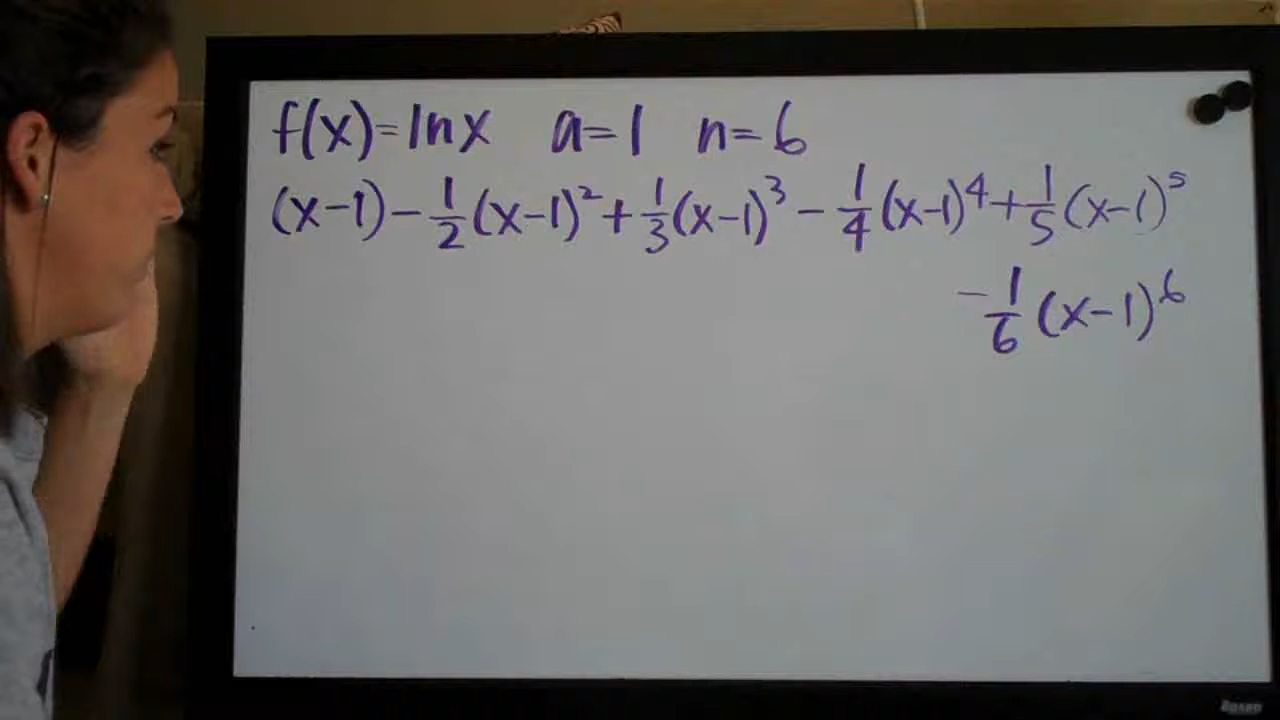 f(x)=lnx a=1 n=6
(x-1)-1/2(x-1)^2+1/3(x-1)^3-1/4(x-1)^4+1/5(x-1)^5
-1/6(x-1)^6